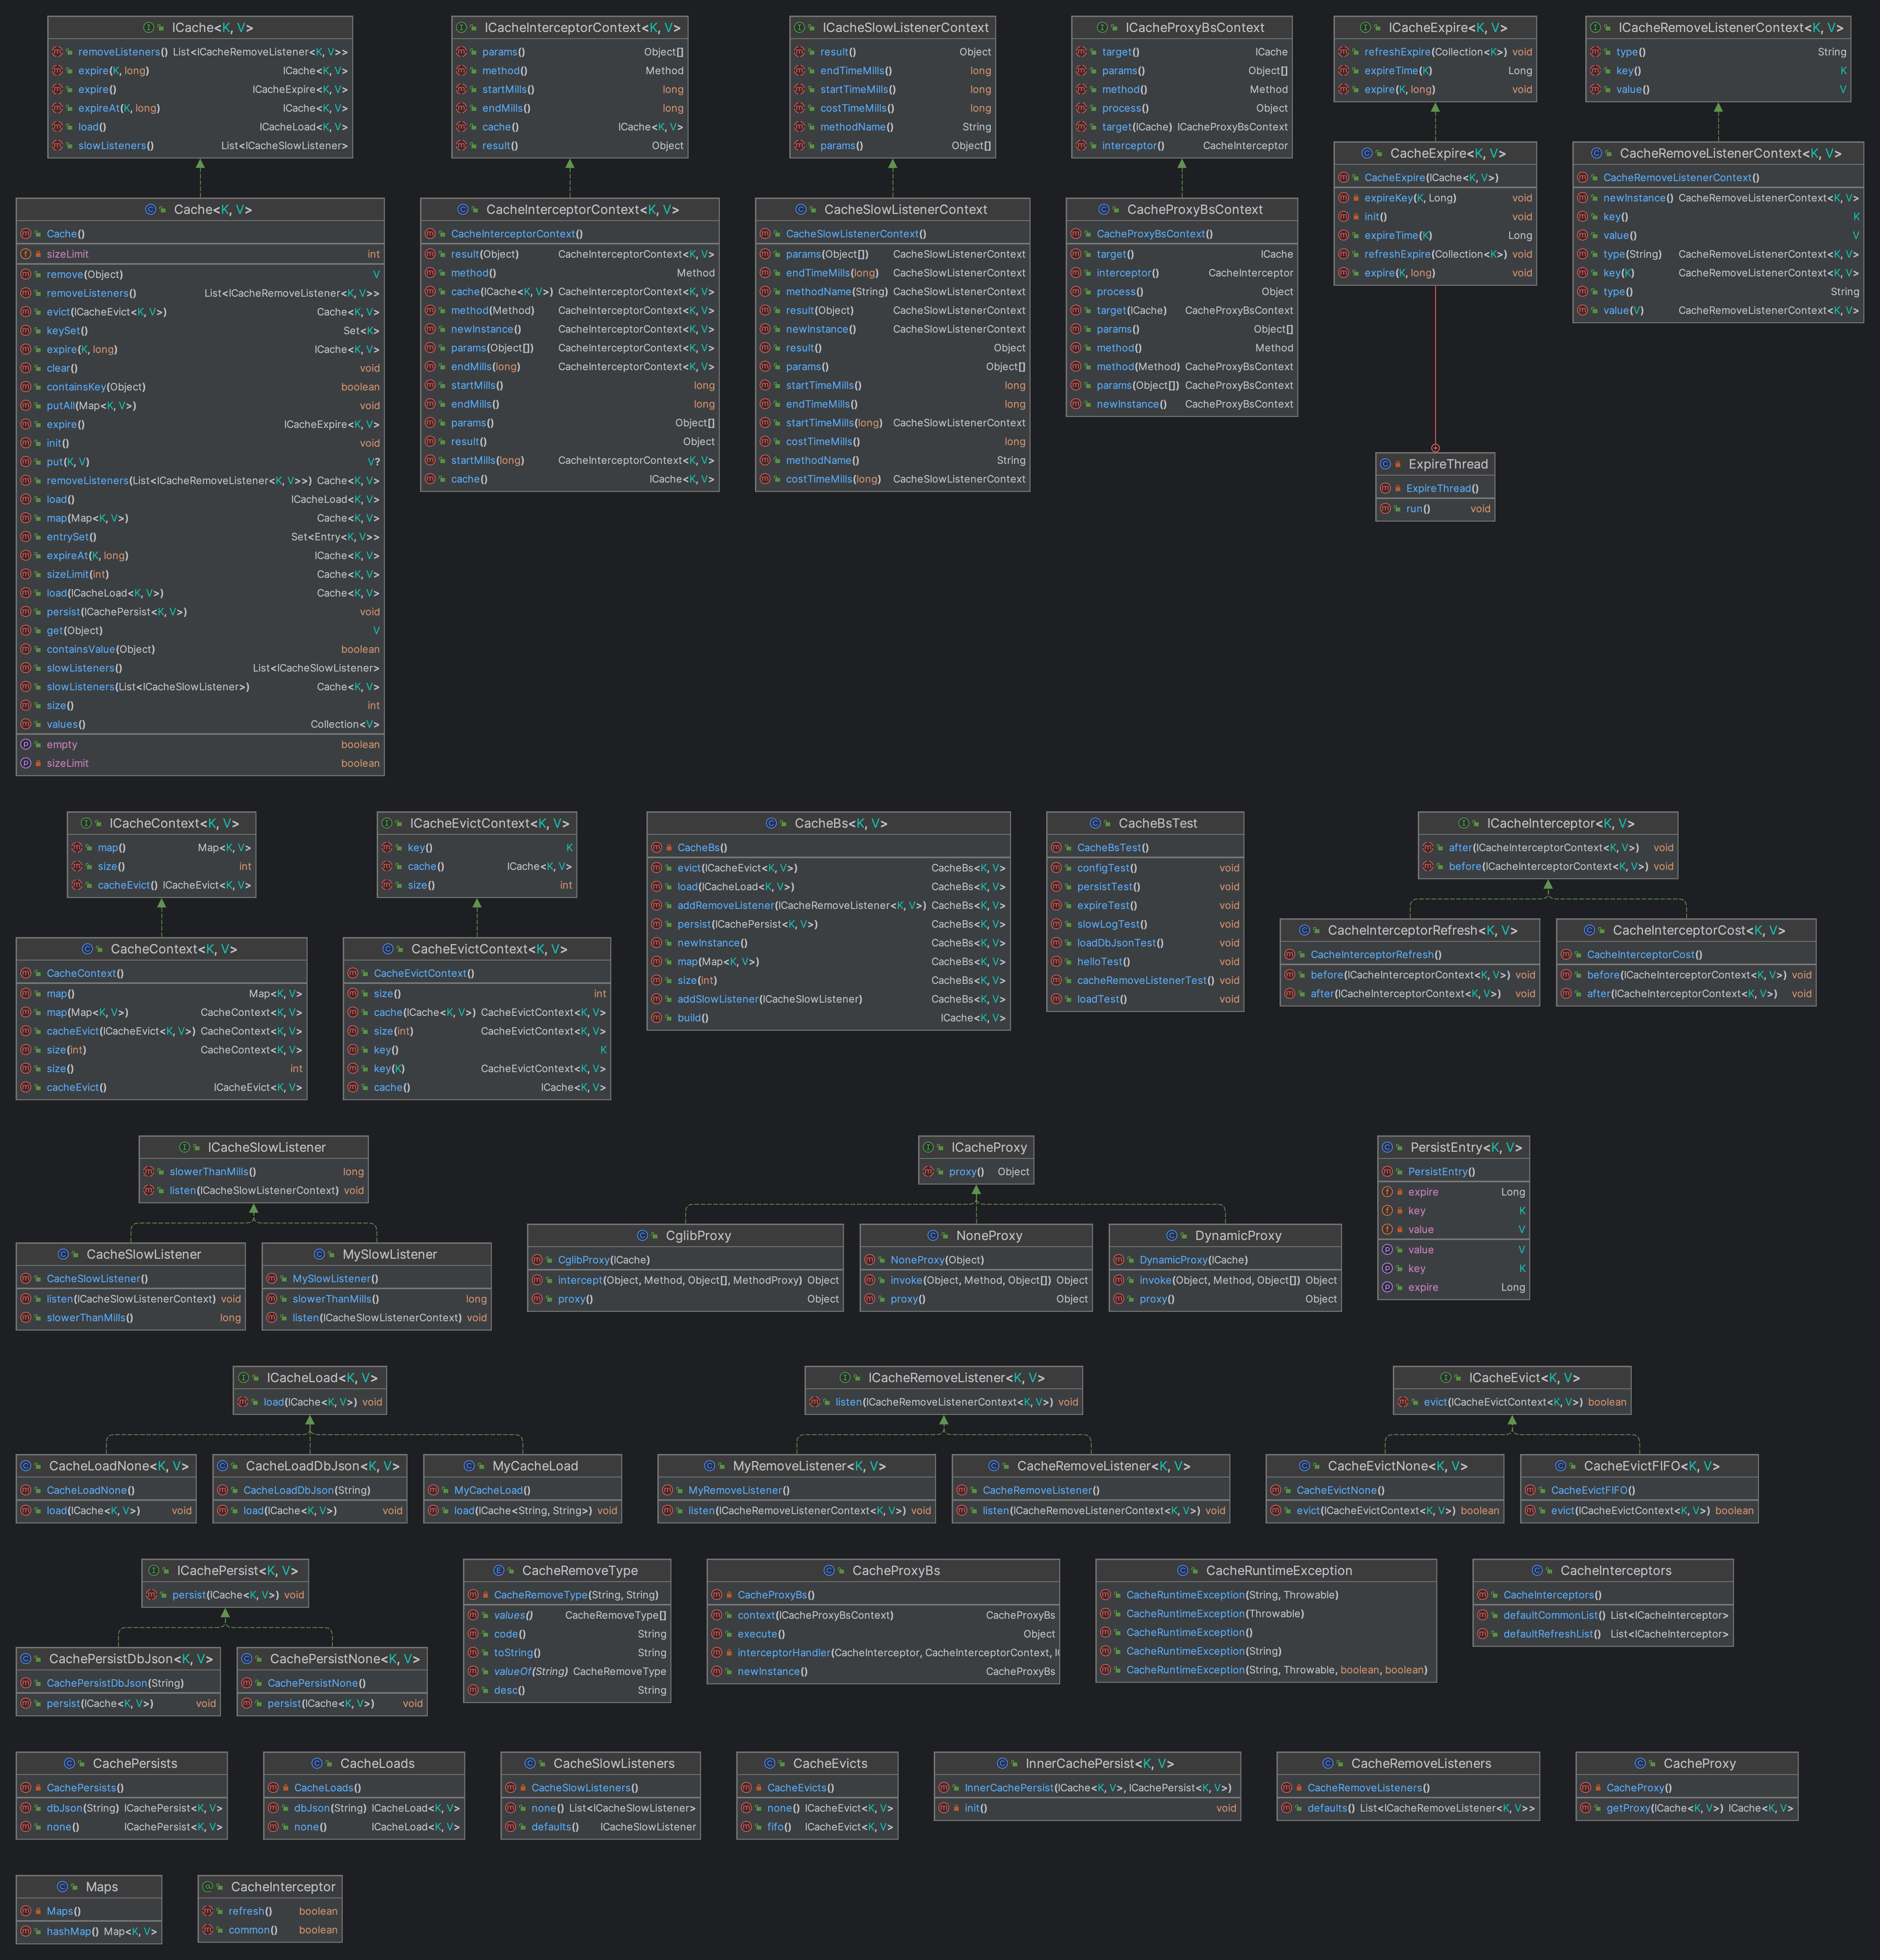 ICache<K, V>
removeListeners() List<ICacheRemoveListener<K, V>>
expire(K, long) ICache<K, V>
expire() ICacheExpire<K, V>
expireAt(K, long) ICache<K, V>
load() ICacheLoad<K, V>
slowListeners() List<ICacheSlowListener>
ICacheInterceptorContext<K, V>
params() Object[]
method() Method
startMills() long
endMills() long
cache() ICache<K, V>
result() Object
ICacheSlowListenerContext
result() Object
endTimeMills() long
startTimeMills() long
costTimeMills() long
methodName() String
params() Object[]
ICacheProxyBsContext
target() ICache
params() Object[]
method() Method
process() Object
target(ICache) ICacheProxyBsContext
interceptor() CacheInterceptor
ICacheExpire<K, V>
refreshExpire(Collection<K>) void
expireTime(K) Long
expire(K, long) void
ICacheRemoveListenerContext<K, V>
type() String
key() K
value() V
Cache<K, V>
Cache()
sizeLimit int
remove(Object) V
removeListeners() List<ICacheRemoveListener<K, V>>
evict(ICacheEvict<K, V>) Cache<K, V>
keySet() Set<K>
expire(K, long) ICache<K, V>
clear() void
containsKey(Object) boolean
putAll(Map<K, V>) void
expire() ICacheExpire<K, V>
init() void
put(K, V) V?
removeListeners(List<ICacheRemoveListener<K, V>>) Cache<K, V>
load() ICacheLoad<K, V>
map(Map<K, V>) Cache<K, V>
entrySet() Set<Entry<K, V>>
expireAt(K, long) ICache<K, V>
sizeLimit(int) Cache<K, V>
load(ICacheLoad<K, V>) Cache<K, V>
persist(ICachePersist<K, V>) void
get(Object) V
containsValue(Object) boolean
slowListeners() List<ICacheSlowListener>
slowListeners(List<ICacheSlowListener>) Cache<K, V>
size() int
values() Collection<V>
empty boolean
sizeLimit boolean
CacheInterceptorContext<K, V>
CacheInterceptorContext()
result(Object) CacheInterceptorContext<K, V>
method() Method
cache(ICache<K, V>) CacheInterceptorContext<K, V>
method(Method) CacheInterceptorContext<K, V>
newInstance() CacheInterceptorContext<K, V>
params(Object[]) CacheInterceptorContext<K, V>
endMills(long) CacheInterceptorContext<K, V>
startMills() long
endMills() long
params() Object[]
result() Object
startMills(long) CacheInterceptorContext<K, V>
cache() ICache<K, V>
CacheSlowListenerContext
CacheSlowListenerContext()
params(Object[]) CacheSlowListenerContext
endTimeMills(long) CacheSlowListenerContext
methodName(String) CacheSlowListenerContext
result(Object) CacheSlowListenerContext
newInstance() CacheSlowListenerContext
result() Object
params() Object[]
startTimeMills() long
endTimeMills() long
startTimeMills(long) CacheSlowListenerContext
costTimeMills() long
methodName() String
costTimeMills(long) CacheSlowListenerContext
CacheProxyBsContext
CacheProxyBsContext()
target() ICache
interceptor() CacheInterceptor
process() Object
target(ICache) CacheProxyBsContext
params() Object[]
method() Method
method(Method) CacheProxyBsContext
params(Object[]) CacheProxyBsContext
newInstance() CacheProxyBsContext
CacheExpire<K, V>
CacheExpire(ICache<K, V>)
expireKey(K, Long) void
init() void
expireTime(K) Long
refreshExpire(Collection<K>) void
expire(K, long) void
CacheRemoveListenerContext<K, V>
CacheRemoveListenerContext()
newInstance() CacheRemoveListenerContext<K, V>
key() K
value() V
type(String) CacheRemoveListenerContext<K, V>
key(K) CacheRemoveListenerContext<K, V>
type() String
value(V) CacheRemoveListenerContext<K, V>
ExpireThread
ExpireThread()
run() void
ICacheContext<K, V>
map() Map<K, V>
size() int
cacheEvict() ICacheEvict<K, V>
ICacheEvictContext<K, V>
key() K
cache() ICache<K, V>
size() int
CacheBs<K, V>
CacheBs()
evict(ICacheEvict<K, V>) CacheBs<K, V>
load(ICacheLoad<K, V>) CacheBs<K, V>
addRemoveListener(ICacheRemoveListener<K, V>) CacheBs<K, V>
persist(ICachePersist<K, V>) CacheBs<K, V>
newInstance() CacheBs<K, V>
map(Map<K, V>) CacheBs<K, V>
size(int) CacheBs<K, V>
addSlowListener(ICacheSlowListener) CacheBs<K, V>
build() ICache<K, V>
CacheBsTest
CacheBsTest()
configTest() void
persistTest() void
expireTest() void
slowLogTest() void
loadDbJsonTest() void
helloTest() void
cacheRemoveListenerTest() void
loadTest() void
ICacheInterceptor<K, V>
after(ICacheInterceptorContext<K, V>) void
before(ICacheInterceptorContext<K, V>) void
CacheContext<K, V>
CacheContext()
map() Map<K, V>
map(Map<K, V>) CacheContext<K, V>
cacheEvict(ICacheEvict<K, V>) CacheContext<K, V>
size(int) CacheContext<K, V>
size() int
cacheEvict() ICacheEvict<K, V>
CacheEvictContext<K, V>
CacheEvictContext()
size() int
cache(ICache<K, V>) CacheEvictContext<K, V>
size(int) CacheEvictContext<K, V>
key() K
key(K) CacheEvictContext<K, V>
cache() ICache<K, V>
CacheInterceptorRefresh<K, V>
CacheInterceptorRefresh()
before(ICacheInterceptorContext<K, V>) void
after(ICacheInterceptorContext<K, V>) void
CacheInterceptorCost<K, V>
CacheInterceptorCost()
before(ICacheInterceptorContext<K, V>) void
after(ICacheInterceptorContext<K, V>) void
ICacheSlowListener
slowerThanMills() long
listen(ICacheSlowListenerContext) void
ICacheProxy
proxy() Object
PersistEntry<K, V>
PersistEntry()
expire Long
key K
value V
value V
key K
expire Long
CacheSlowListener
CacheSlowListener()
listen(ICacheSlowListenerContext) void
slowerThanMills() long
MySlowListener
MySlowListener()
slowerThanMills() long
listen(ICacheSlowListenerContext) void
CglibProxy
CglibProxy(ICache)
intercept(Object, Method, Object[], MethodProxy) Object
proxy() Object
NoneProxy
NoneProxy(Object)
invoke(Object, Method, Object[]) Object
proxy() Object
DynamicProxy
DynamicProxy(ICache)
invoke(Object, Method, Object[]) Object
proxy() Object
ICacheLoad<K, V>
load(ICache<K, V>) void
ICacheRemoveListener<K, V>
listen(ICacheRemoveListenerContext<K, V>) void
ICacheEvict<K, V>
evict(ICacheEvictContext<K, V>) boolean
CacheLoadNone<K, V>
CacheLoadNone()
load(ICache<K, V>) void
CacheLoadDbJson<K, V>
CacheLoadDbJson(String)
load(ICache<K, V>) void
MyCacheLoad
MyCacheLoad()
load(ICache<String, String>) void
MyRemoveListener<K, V>
MyRemoveListener()
listen(ICacheRemoveListenerContext<K, V>) void
CacheRemoveListener<K, V>
CacheRemoveListener()
listen(ICacheRemoveListenerContext<K, V>) void
CacheEvictNone<K, V>
CacheEvictNone()
evict(ICacheEvictContext<K, V>) boolean
CacheEvictFIFO<K, V>
CacheEvictFIFO()
evict(ICacheEvictContext<K, V>) boolean
ICachePersist<K, V>
persist(ICache<K, V>) void
CacheRemoveType
CacheRemoveType(String, String)
values() CacheRemoveType[]
code() String
toString() String
valueOf(String) CacheRemoveType
desc() String
CacheProxyBs
CacheProxyBs()
context(ICacheProxyBsContext) CacheProxyBs
execute() Object
interceptorHandler(CacheInterceptor, CacheInterceptorContext, I
newInstance() CacheProxyBs
CacheRuntimeException
CacheRuntimeException(String, Throwable)
CacheRuntimeException(Throwable)
CacheRuntimeException()
CacheRuntimeException(String)
CacheRuntimeException(String, Throwable, boolean, boolean)
CacheInterceptors
CacheInterceptors()
defaultCommonList() List<ICacheInterceptor>
defaultRefreshList() List<ICacheInterceptor>
CachePersistDbJson<K, V>
CachePersistDbJson(String)
persist(ICache<K, V>) void
CachePersistNone<K, V>
CachePersistNone()
persist(ICache<K, V>) void
CachePersists
CachePersists()
dbJson(String) ICachePersist<K, V>
none() ICachePersist<K, V>
CacheLoads
CacheLoads()
dbJson(String) ICacheLoad<K, V>
none() ICacheLoad<K, V>
CacheSlowListeners
CacheSlowListeners()
none() List<ICacheSlowListener>
defaults() ICacheSlowListener
CacheEvicts
CacheEvicts()
none() ICacheEvict<K, V>
fifo() ICacheEvict<K, V>
InnerCachePersist<K, V>
InnerCachePersist(ICache<K, V>, ICachePersist<K, V>)
init() void
CacheRemoveListeners
CacheRemoveListeners()
defaults() List<ICacheRemoveListener<K, V>>
CacheProxy
CacheProxy()
getProxy(ICache<K, V>) ICache<K, V>
Maps
Maps()
hashMap() Map<K, V>
CacheInterceptor
refresh() boolean
common() boolean